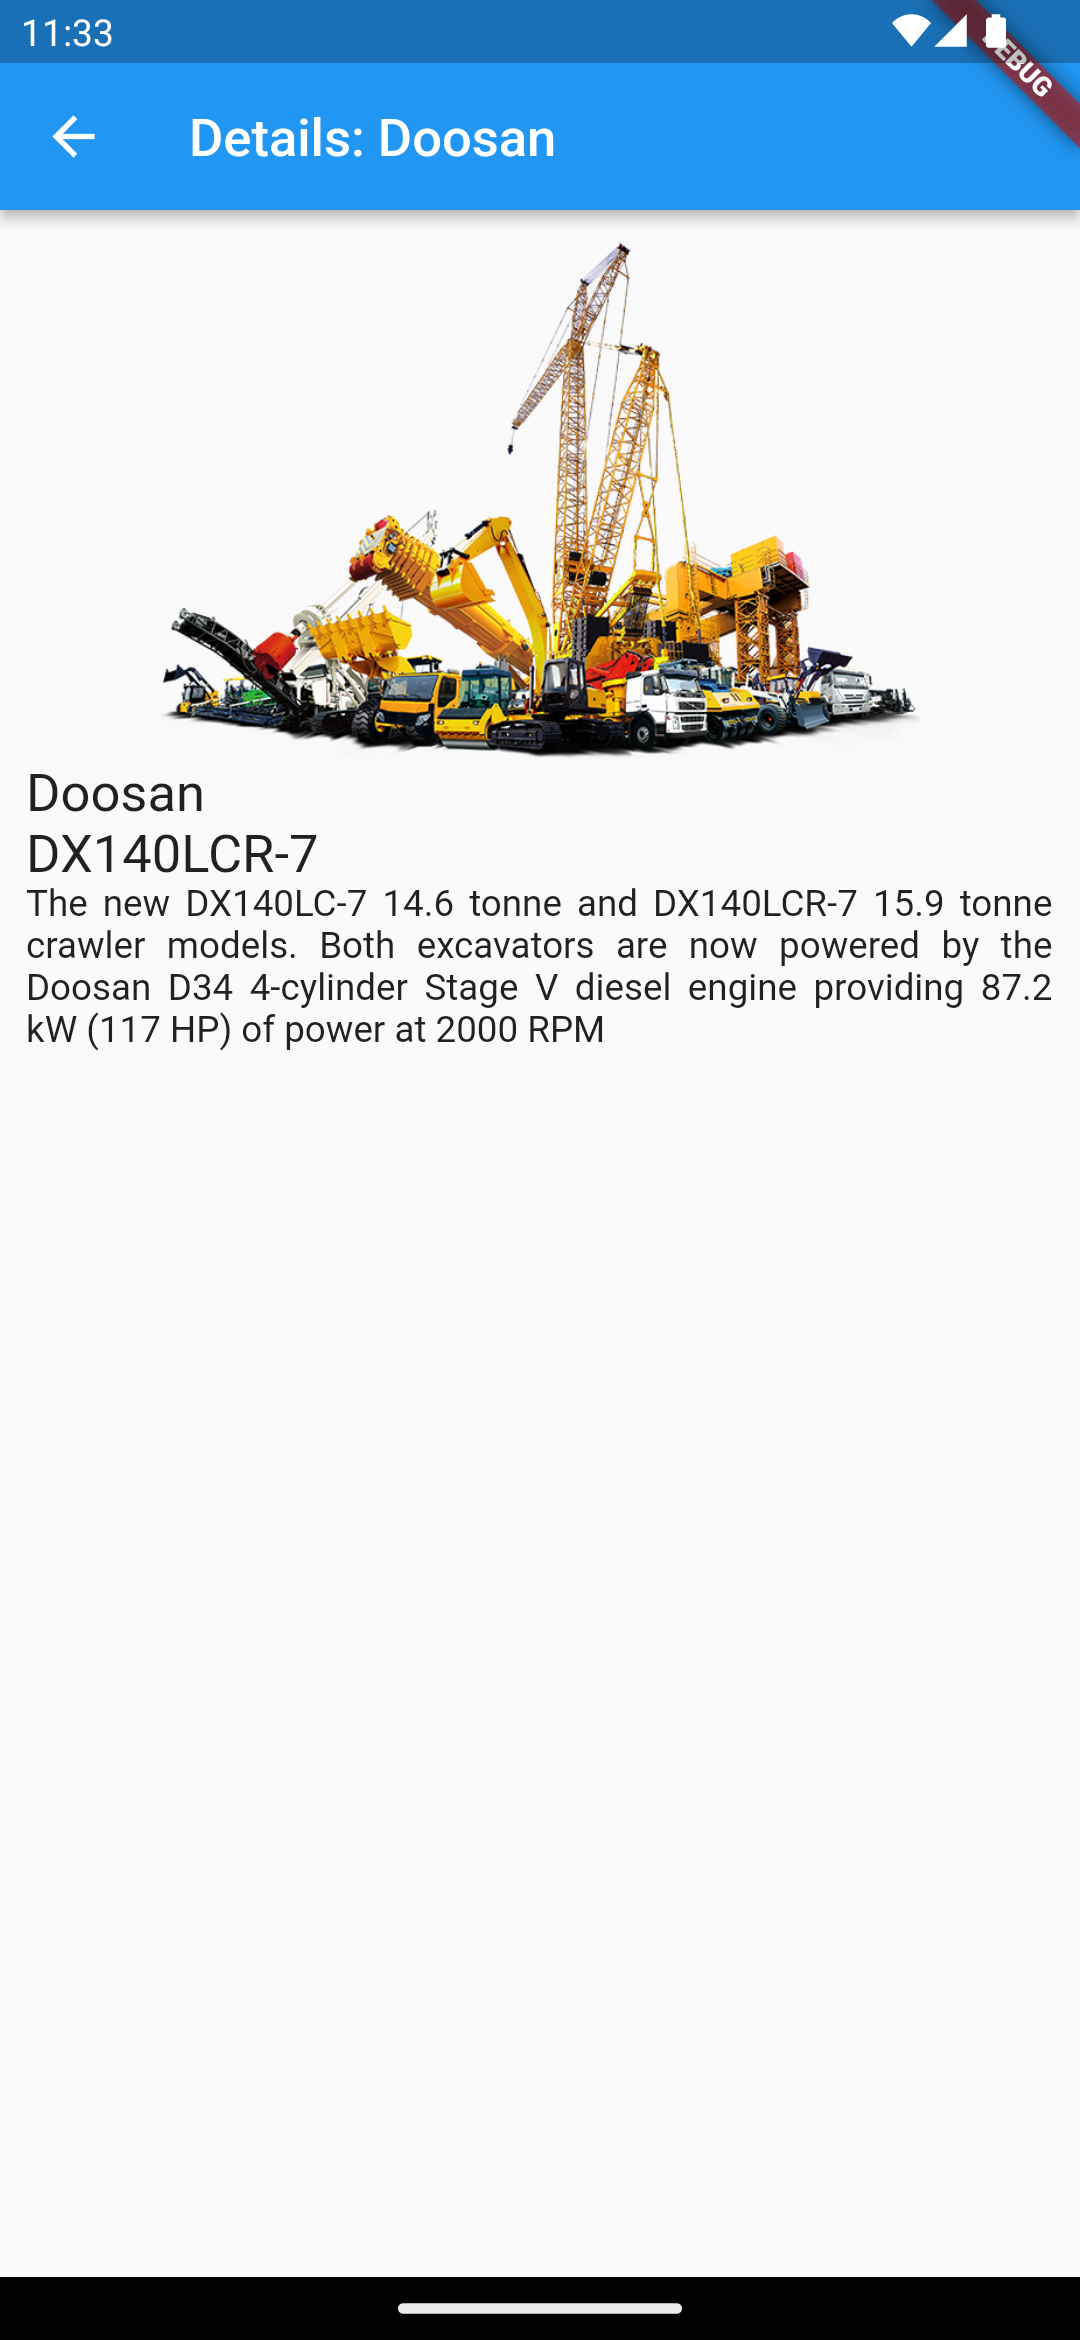 11:33
DEBUG
Details: Doosan
Doosan
DX140LCR-7
The new DX140LC-7 14.6 tonne and DX140LCR-7 15.9 tonne
crawler models. Both excavators are now powered by the
Doosan D34 4-cylinder Stage V diesel engine providing 87.2
kW (117 HP) of power at 2000 RPM